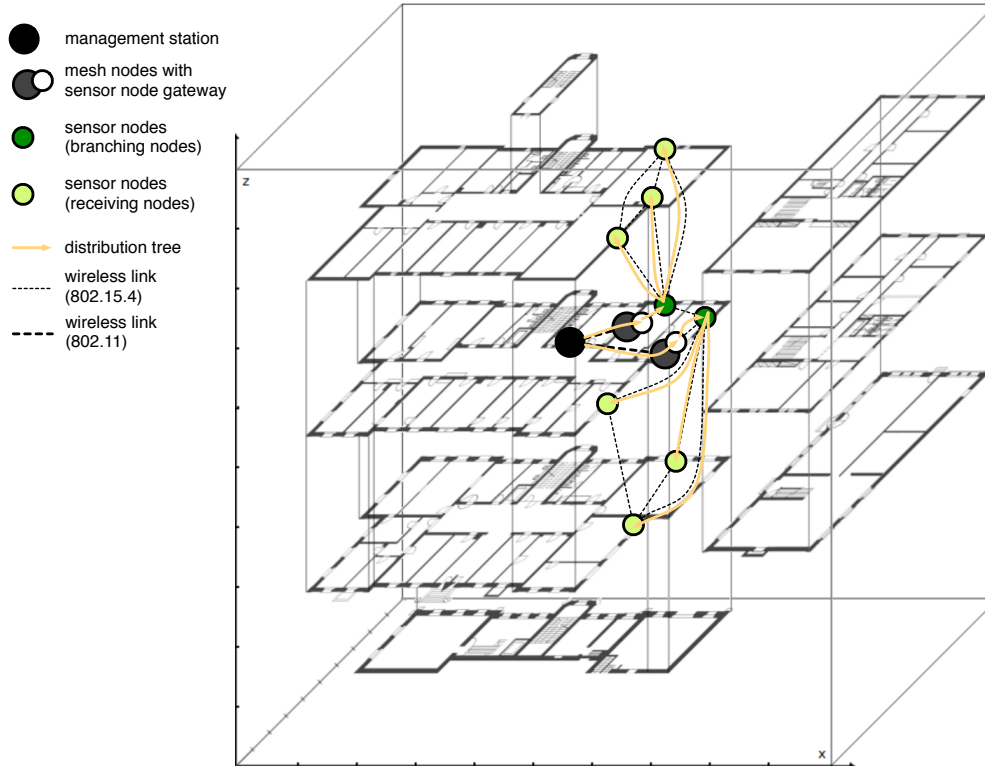 management station
mesh nodes with
sensor node gateway
sensor nodes
(branching nodes)
sensor nodes
(receiving nodes)
distribution tree
wireless link
(802.15.4)
wireless link
(802.11)
z
x